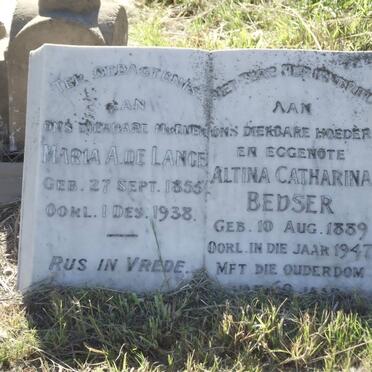 TER GEDAGTENIS
AAN
ONS DIERBARE MOEDER
MARIA A. DE LANGE
GEB. 27 SEPT. 1855
OORL. 1 DES. 1938.
RUS IN VREDE.
MET
AAN
ONS DIERBARE MOEDER
EN EGGENOTE
ALTINA CATHARINA
BEDSER
GEB. 10 AUG. 1889
OORL. IN DIE JAAR 1947
MET DIE OUDERDOM